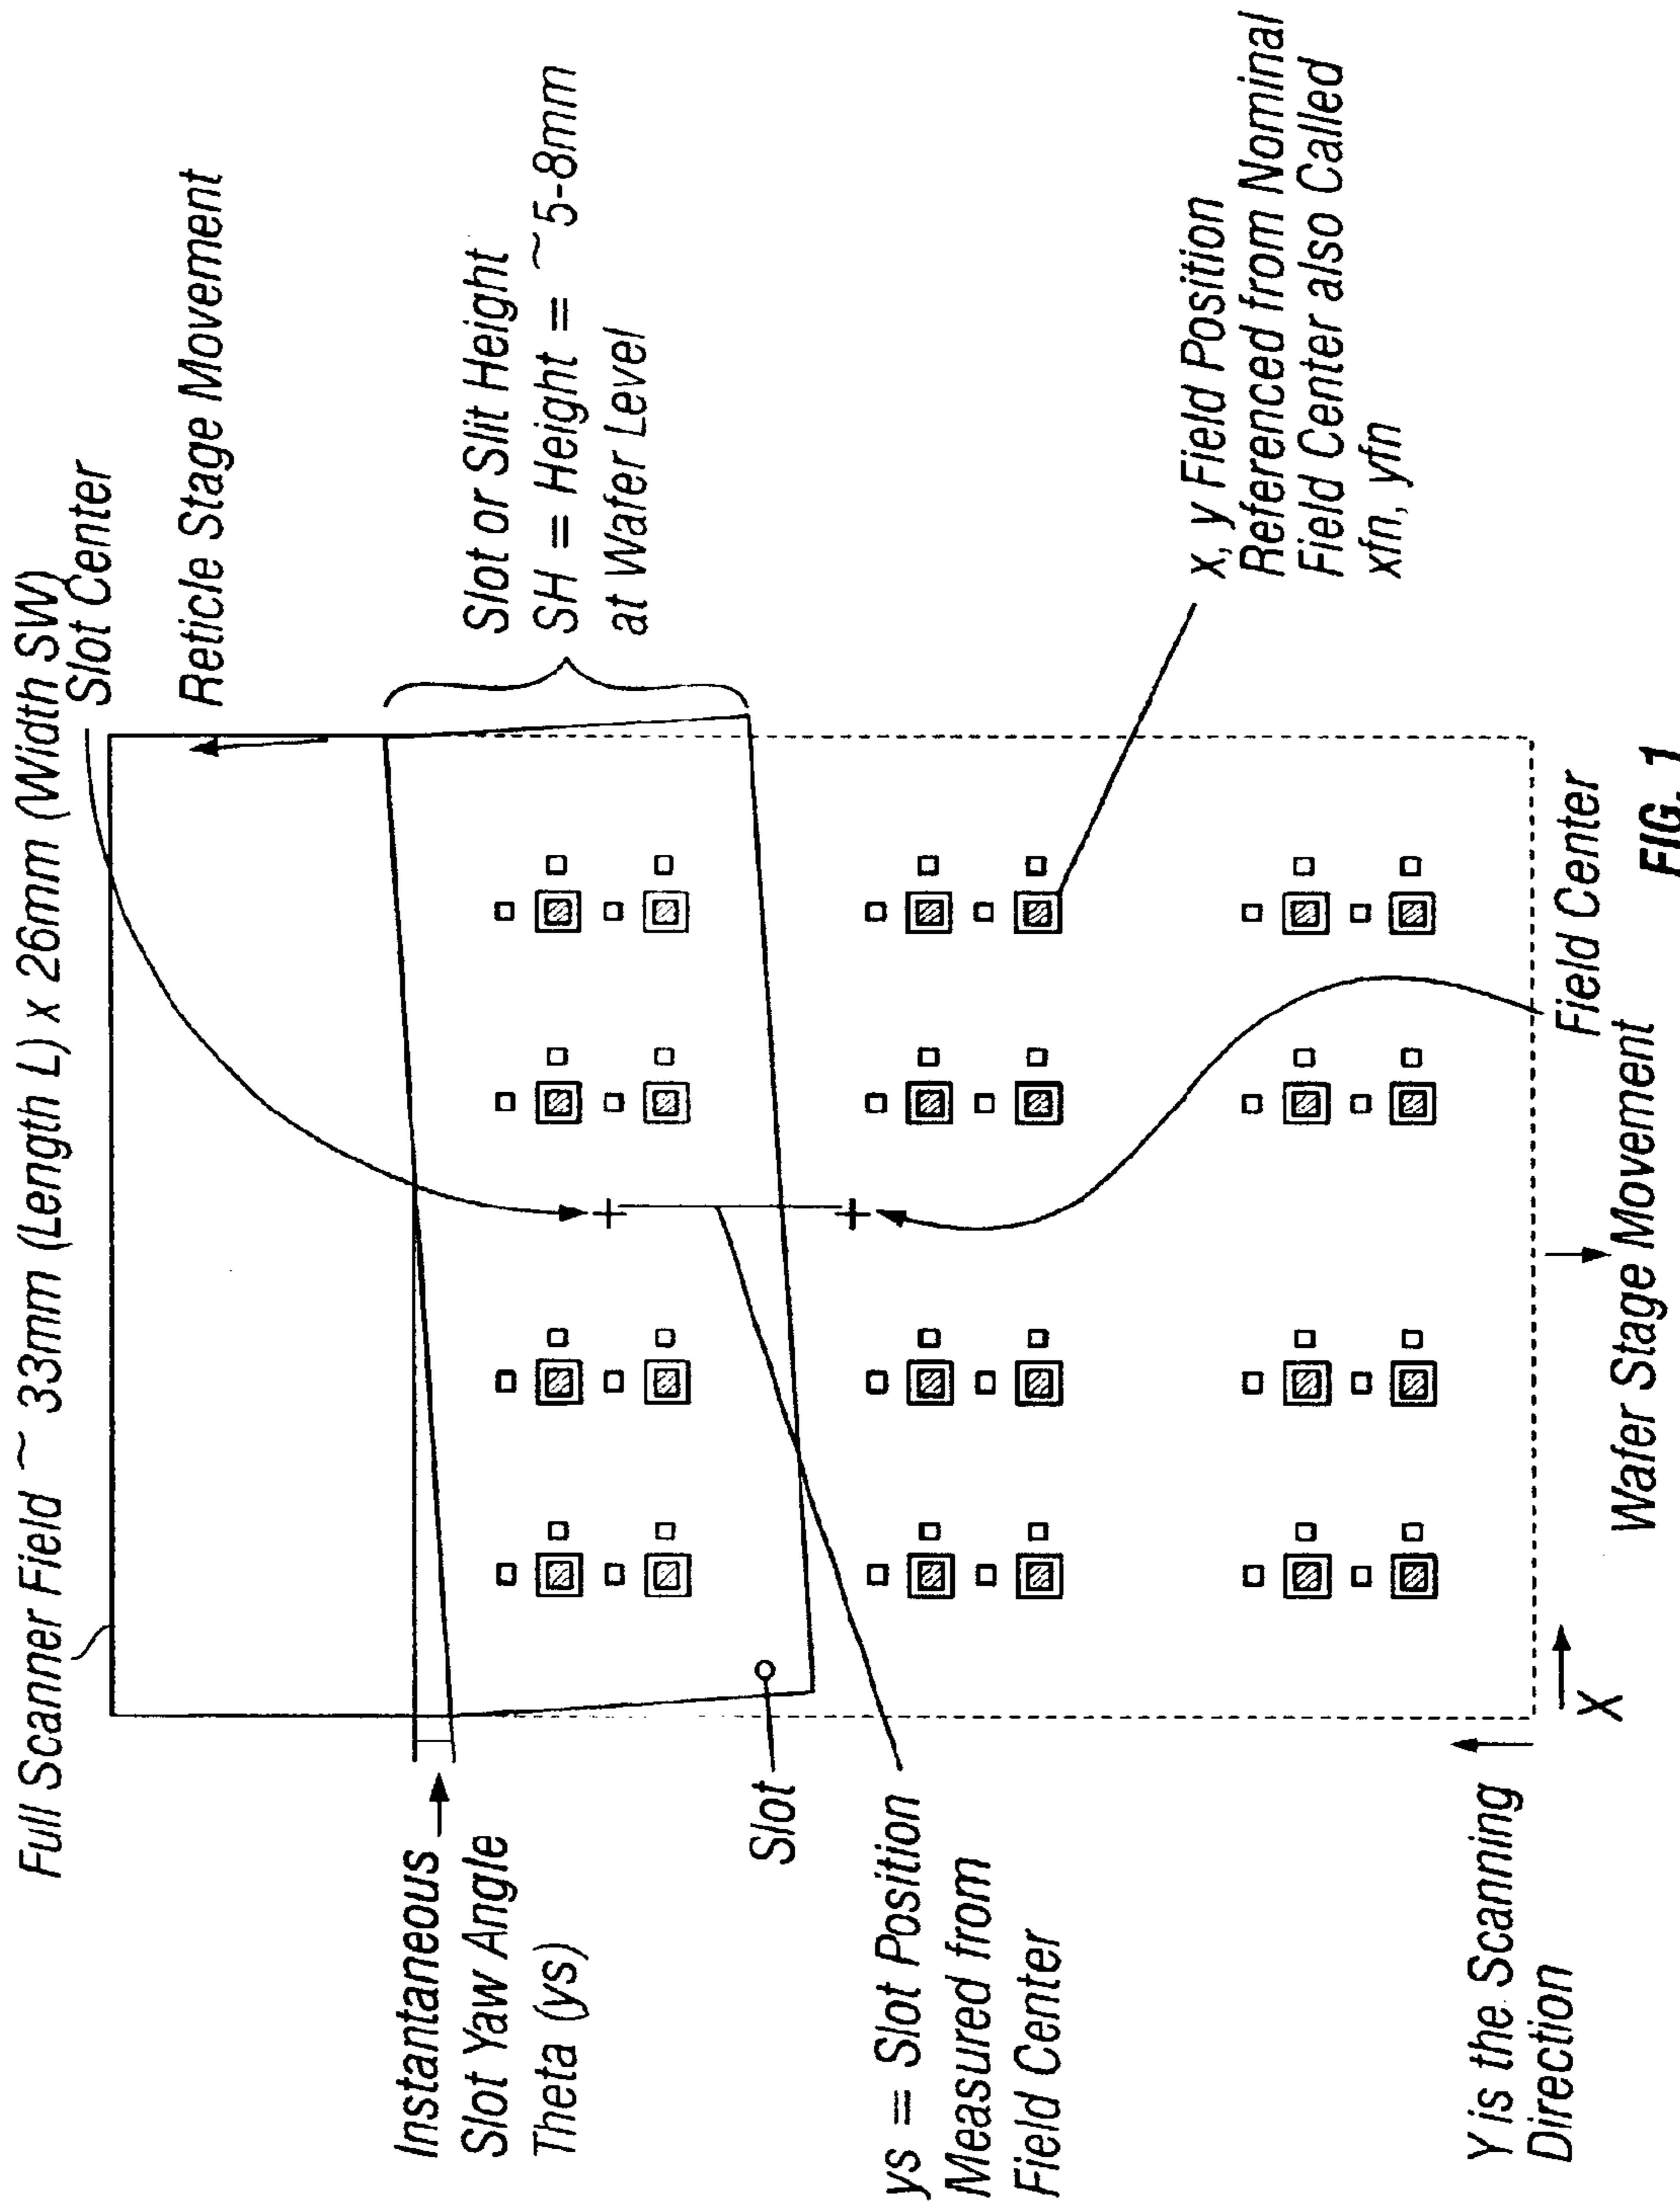 Full Scanner Field ~ 33mm (Length L) x 26mm (Width SW)
Slot Center
Reticle Stage Movement
Slot or Slit Height
SH = Height = ~5-8mm
at Wafer Level
x, y Field Position
Referenced from Nominal
Field Center also Called
xfn, yfn
Instantaneous
Slot Yaw Angle
Theta (ys)
Slot
ys = Slot Position
Measured from
Field Center
Y is the Scanning
Direction
X
Field Center
Wafer Stage Movement
FIG. 1